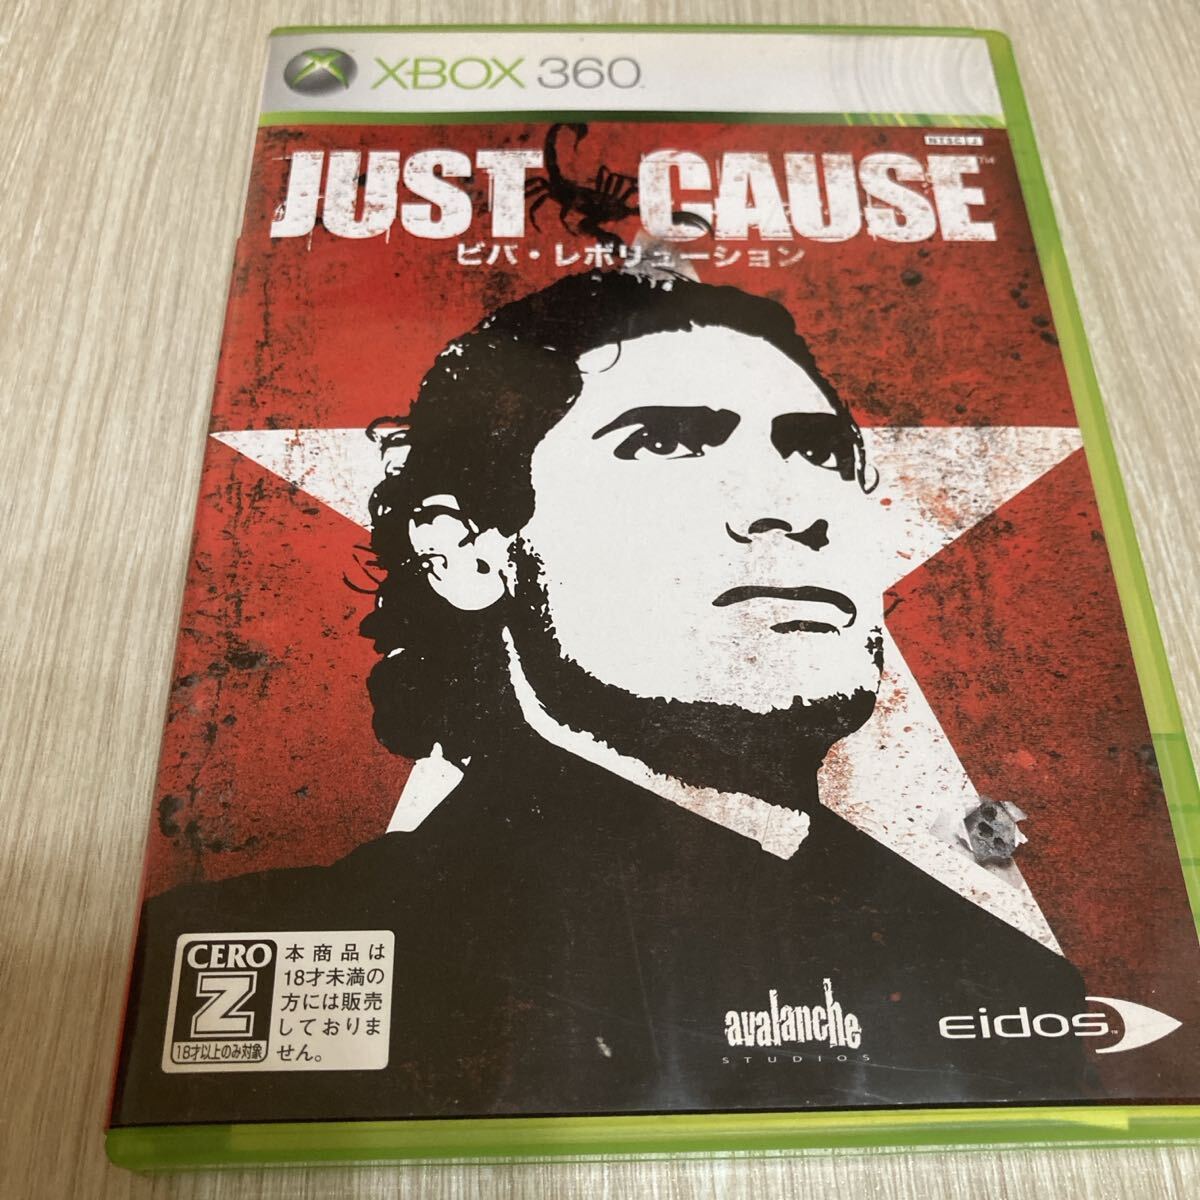 XBOX 360
NTSC J
JUST CAUSE™
ビバ・レボリューション
CERO
Z
18才以上のみ対象
本商品は
18才未満の
方には販売
しておりま
せん。
avalanche
STUDIOS
eidos™